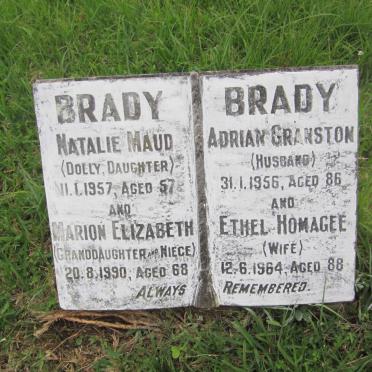 BRADY
NATALIE MAUD
(DOLLY, DAUGHTER)
11.1.1957, AGED 57
AND
MARION ELIZABETH
(GRANDDAUGHTER AND NIECE)
20.8.1990, AGED 68
ALWAYS
BRADY
ADRIAN GRANSTON
(HUSBAND)
31.1.1956, AGED 86
AND
ETHEL HOMAGEE
(WIFE)
12.6.1964, AGED 88
REMEMBERED.